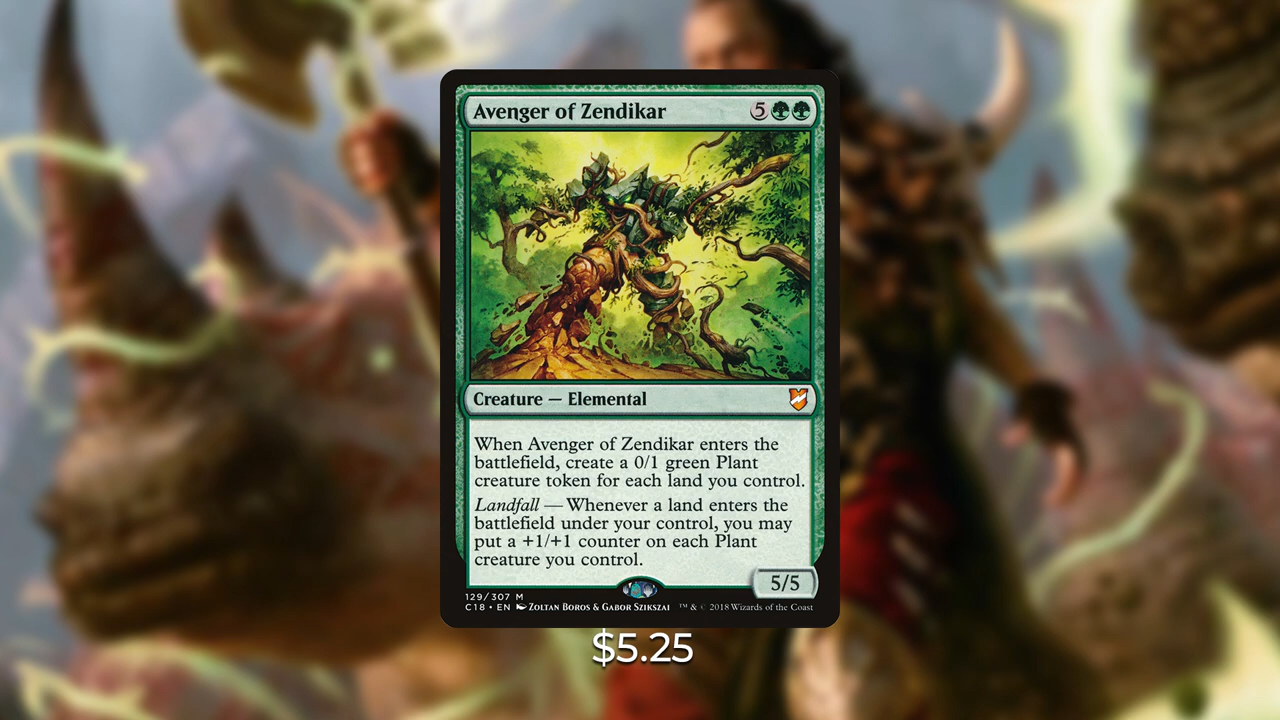 Avenger of Zendikar 5
Creature — Elemental
When Avenger of Zendikar enters the
battlefield, create a 0/1 green Plant
creature token for each land you control.
Landfall — Whenever a land enters the
battlefield under your control, you may
put a +1/+1 counter on each Plant
creature you control.
5/5
129/307 M
C18 • EN ZOLTAN BOROS & GABOR SZIKSZAI ™ & © 2018 Wizards of the Coast
$5.25